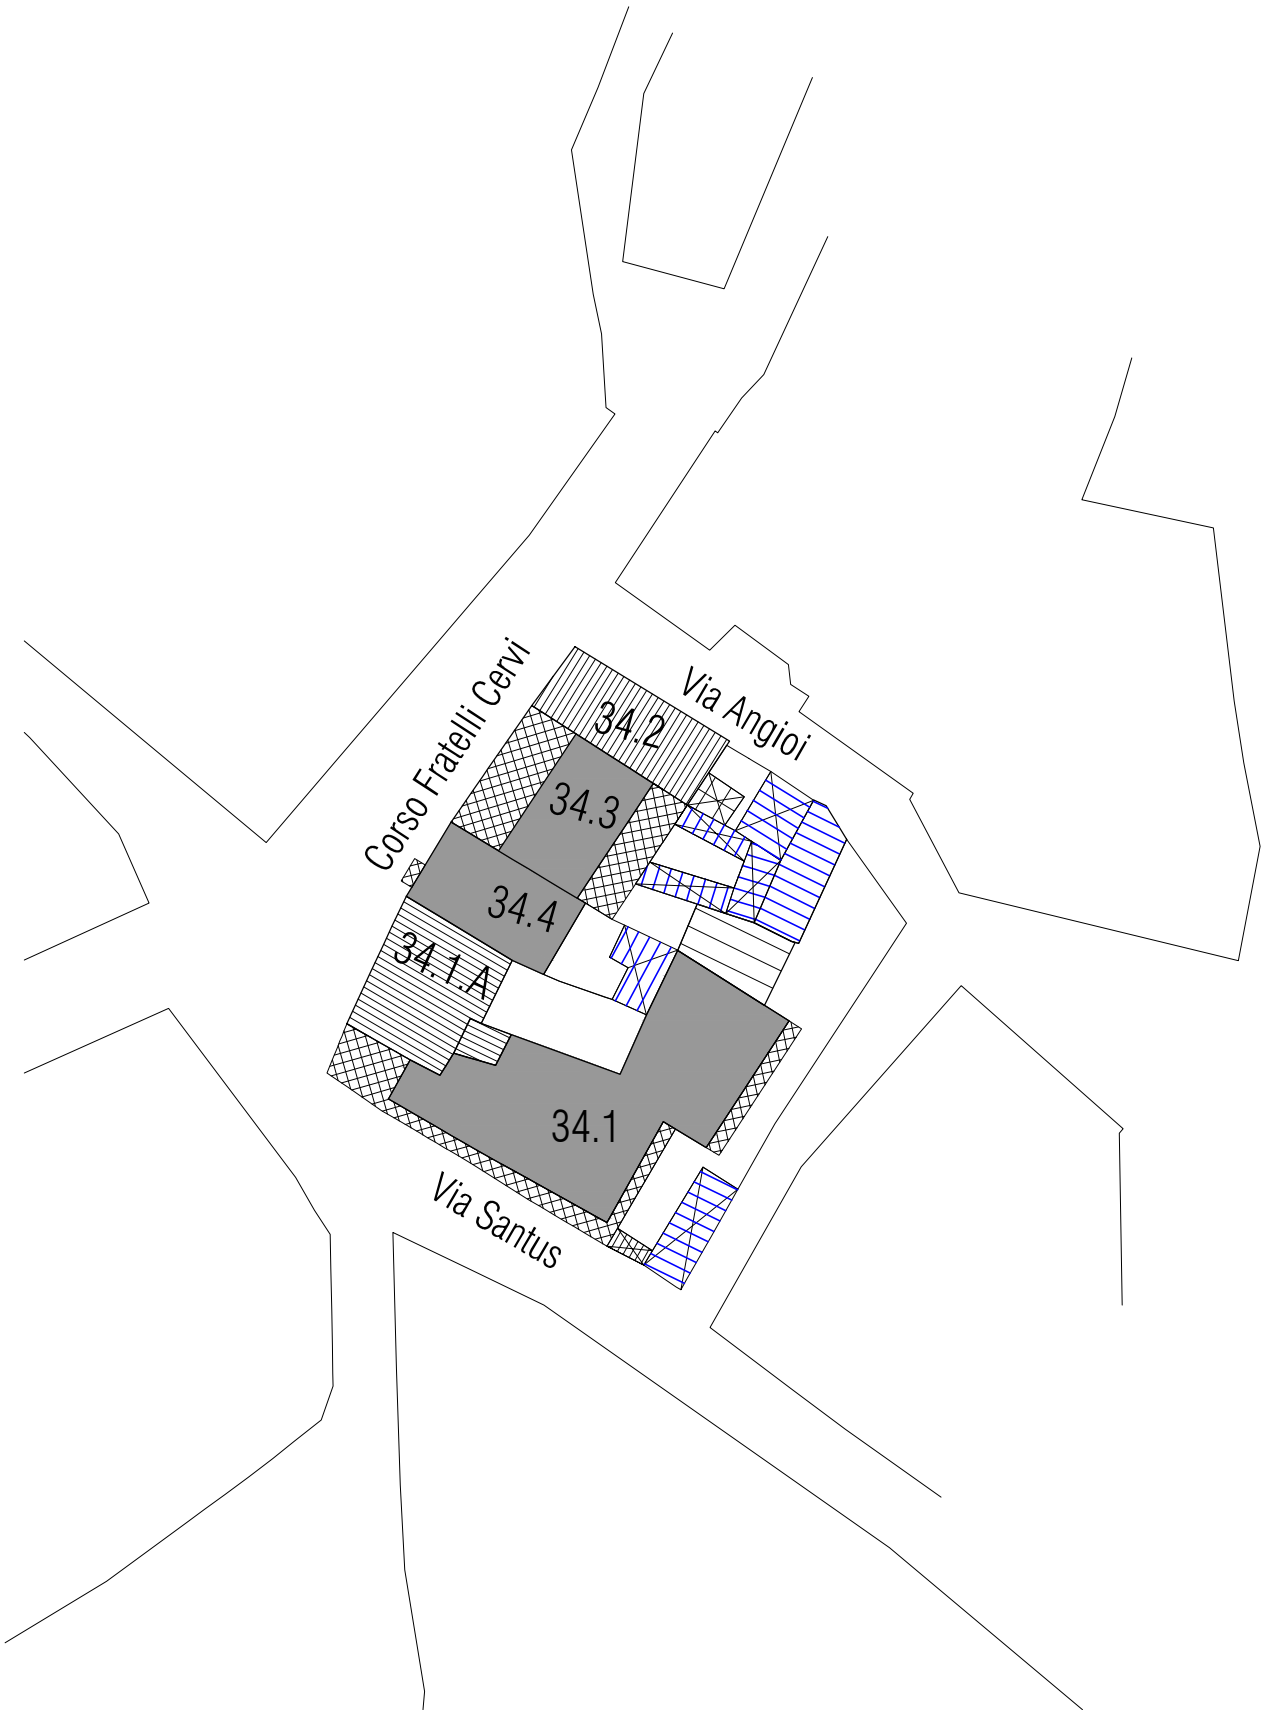 Corso Fratelli Cervi
Via Angioi
34.2
34.3
34.4
34.1.A
34.1
Via Santus